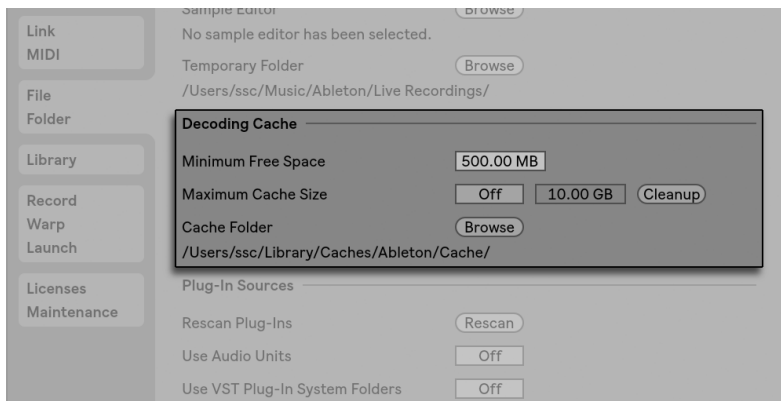 Link
MIDI
File
Folder
Library
Record
Warp
Launch
Licenses
Maintenance
Sample Editor Browse
No sample editor has been selected.
Temporary Folder Browse
/Users/ssc/Music/Ableton/Live Recordings/
Decoding Cache
Minimum Free Space 500.00 MB
Maximum Cache Size Off 10.00 GB Cleanup
Cache Folder Browse
/Users/ssc/Library/Caches/Ableton/Cache/
Plug-In Sources
Rescan Plug-Ins Rescan
Use Audio Units Off
Use VST Plug-In System Folders Off